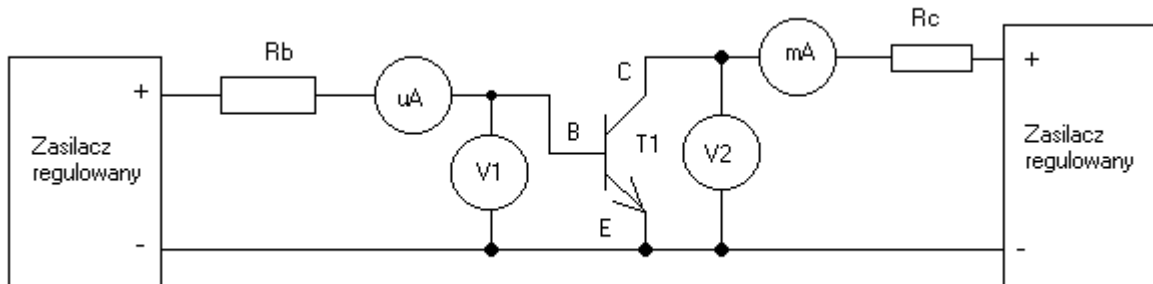 Rb
Rc
C
mA
+
+
uA
B
T1
V2
V1
Zasilacz
regulowany
Zasilacz
regulowany
E
-
-